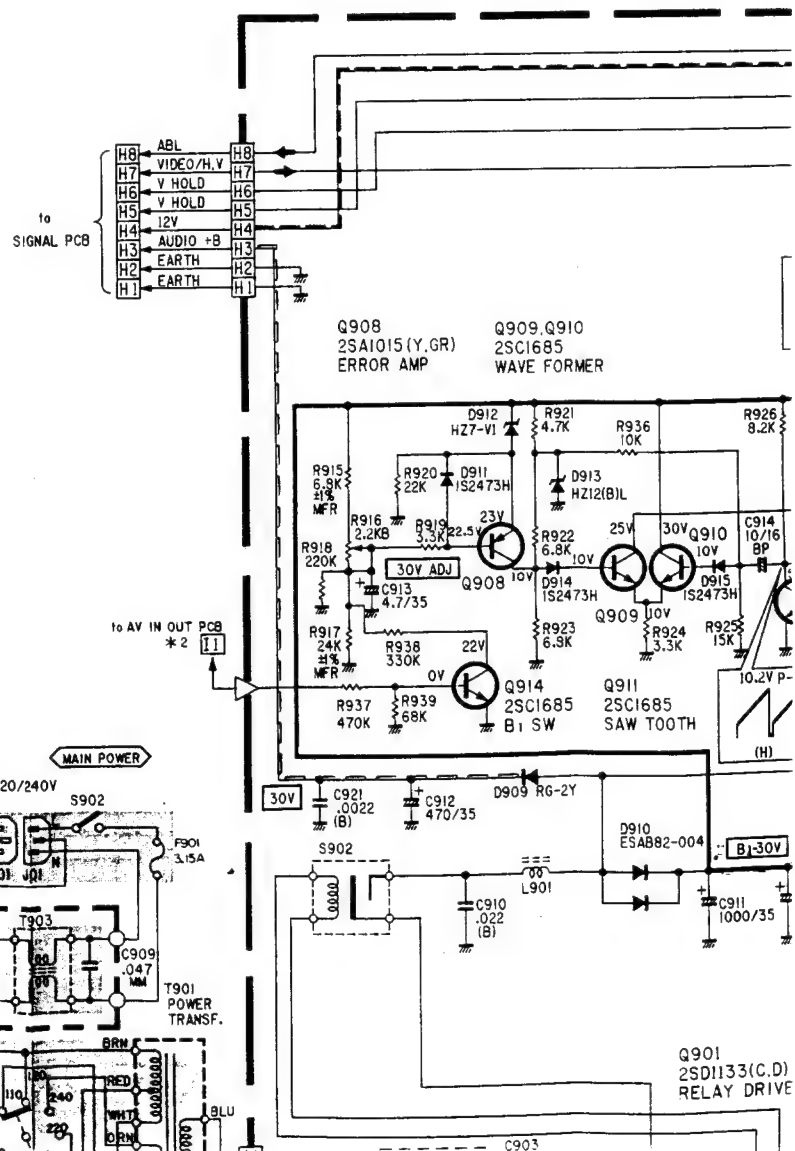 to
SIGNAL PCB
H8 ABL H8
H7 VIDEO/H,V H7
H6 V HOLD H6
H5 V HOLD H5
H4 12V H4
H3 AUDIO +B H3
H2 EARTH H2
H1 EARTH H1
Q908
2SA1015(Y,GR)
ERROR AMP
Q909,Q910
2SC1685
WAVE FORMER
D912
HZ7-V1
R921
4.7K
R936
10K
R926
8.2K
R915
6.8K
±1%
MFR
R920
22K
D911
1S2473H
D913
HZ12(B)L
R916
2.2KB
R919
3.3K
22.5V
23V
R922
6.8K
25V
30V
Q910
10V
C914
10/16
BP
R918
220K
30V ADJ
Q908
10V
10V
D914
1S2473H
D915
1S2473H
C913
4.7/35
Q909
10V
R923
6.8K
R924
3.3K
R925
15K
to AV IN OUT PCB
*2 I1
R917
24K
±1%
MFR
R938
330K
22V
0V
Q914
2SC1685
B1 SW
Q911
2SC1685
SAW TOOTH
10.2V P-
(H)
R937
470K
R939
68K
MAIN POWER
20/240V
S902
F901
3.15A
N
J01
30V
C921
.0022
(B)
C912
470/35
D909 RG-2Y
D910
ESAB82-004
B1-30V
S902
C910
.022
(B)
L901
C911
1000/35
T903
C909
.047
MM
T901
POWER
TRANSF.
BRN
RED
WHT
ORN
BLU
110
120
240
220
Q901
2SD1133(C,D)
RELAY DRIVE
C903